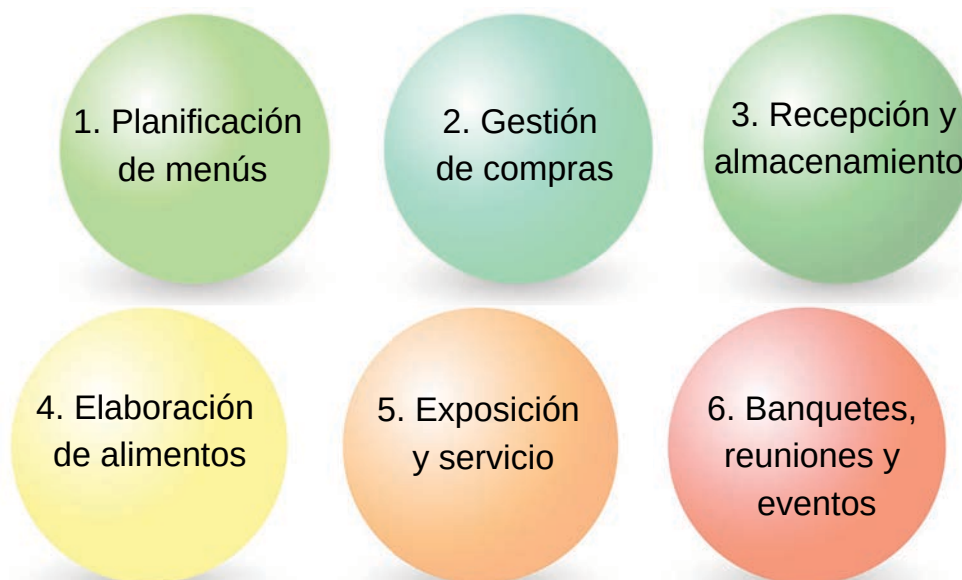 1. Planificación
de menús
2. Gestión
de compras
3. Recepción y
almacenamiento
4. Elaboración
de alimentos
5. Exposición
y servicio
6. Banquetes,
reuniones y
eventos